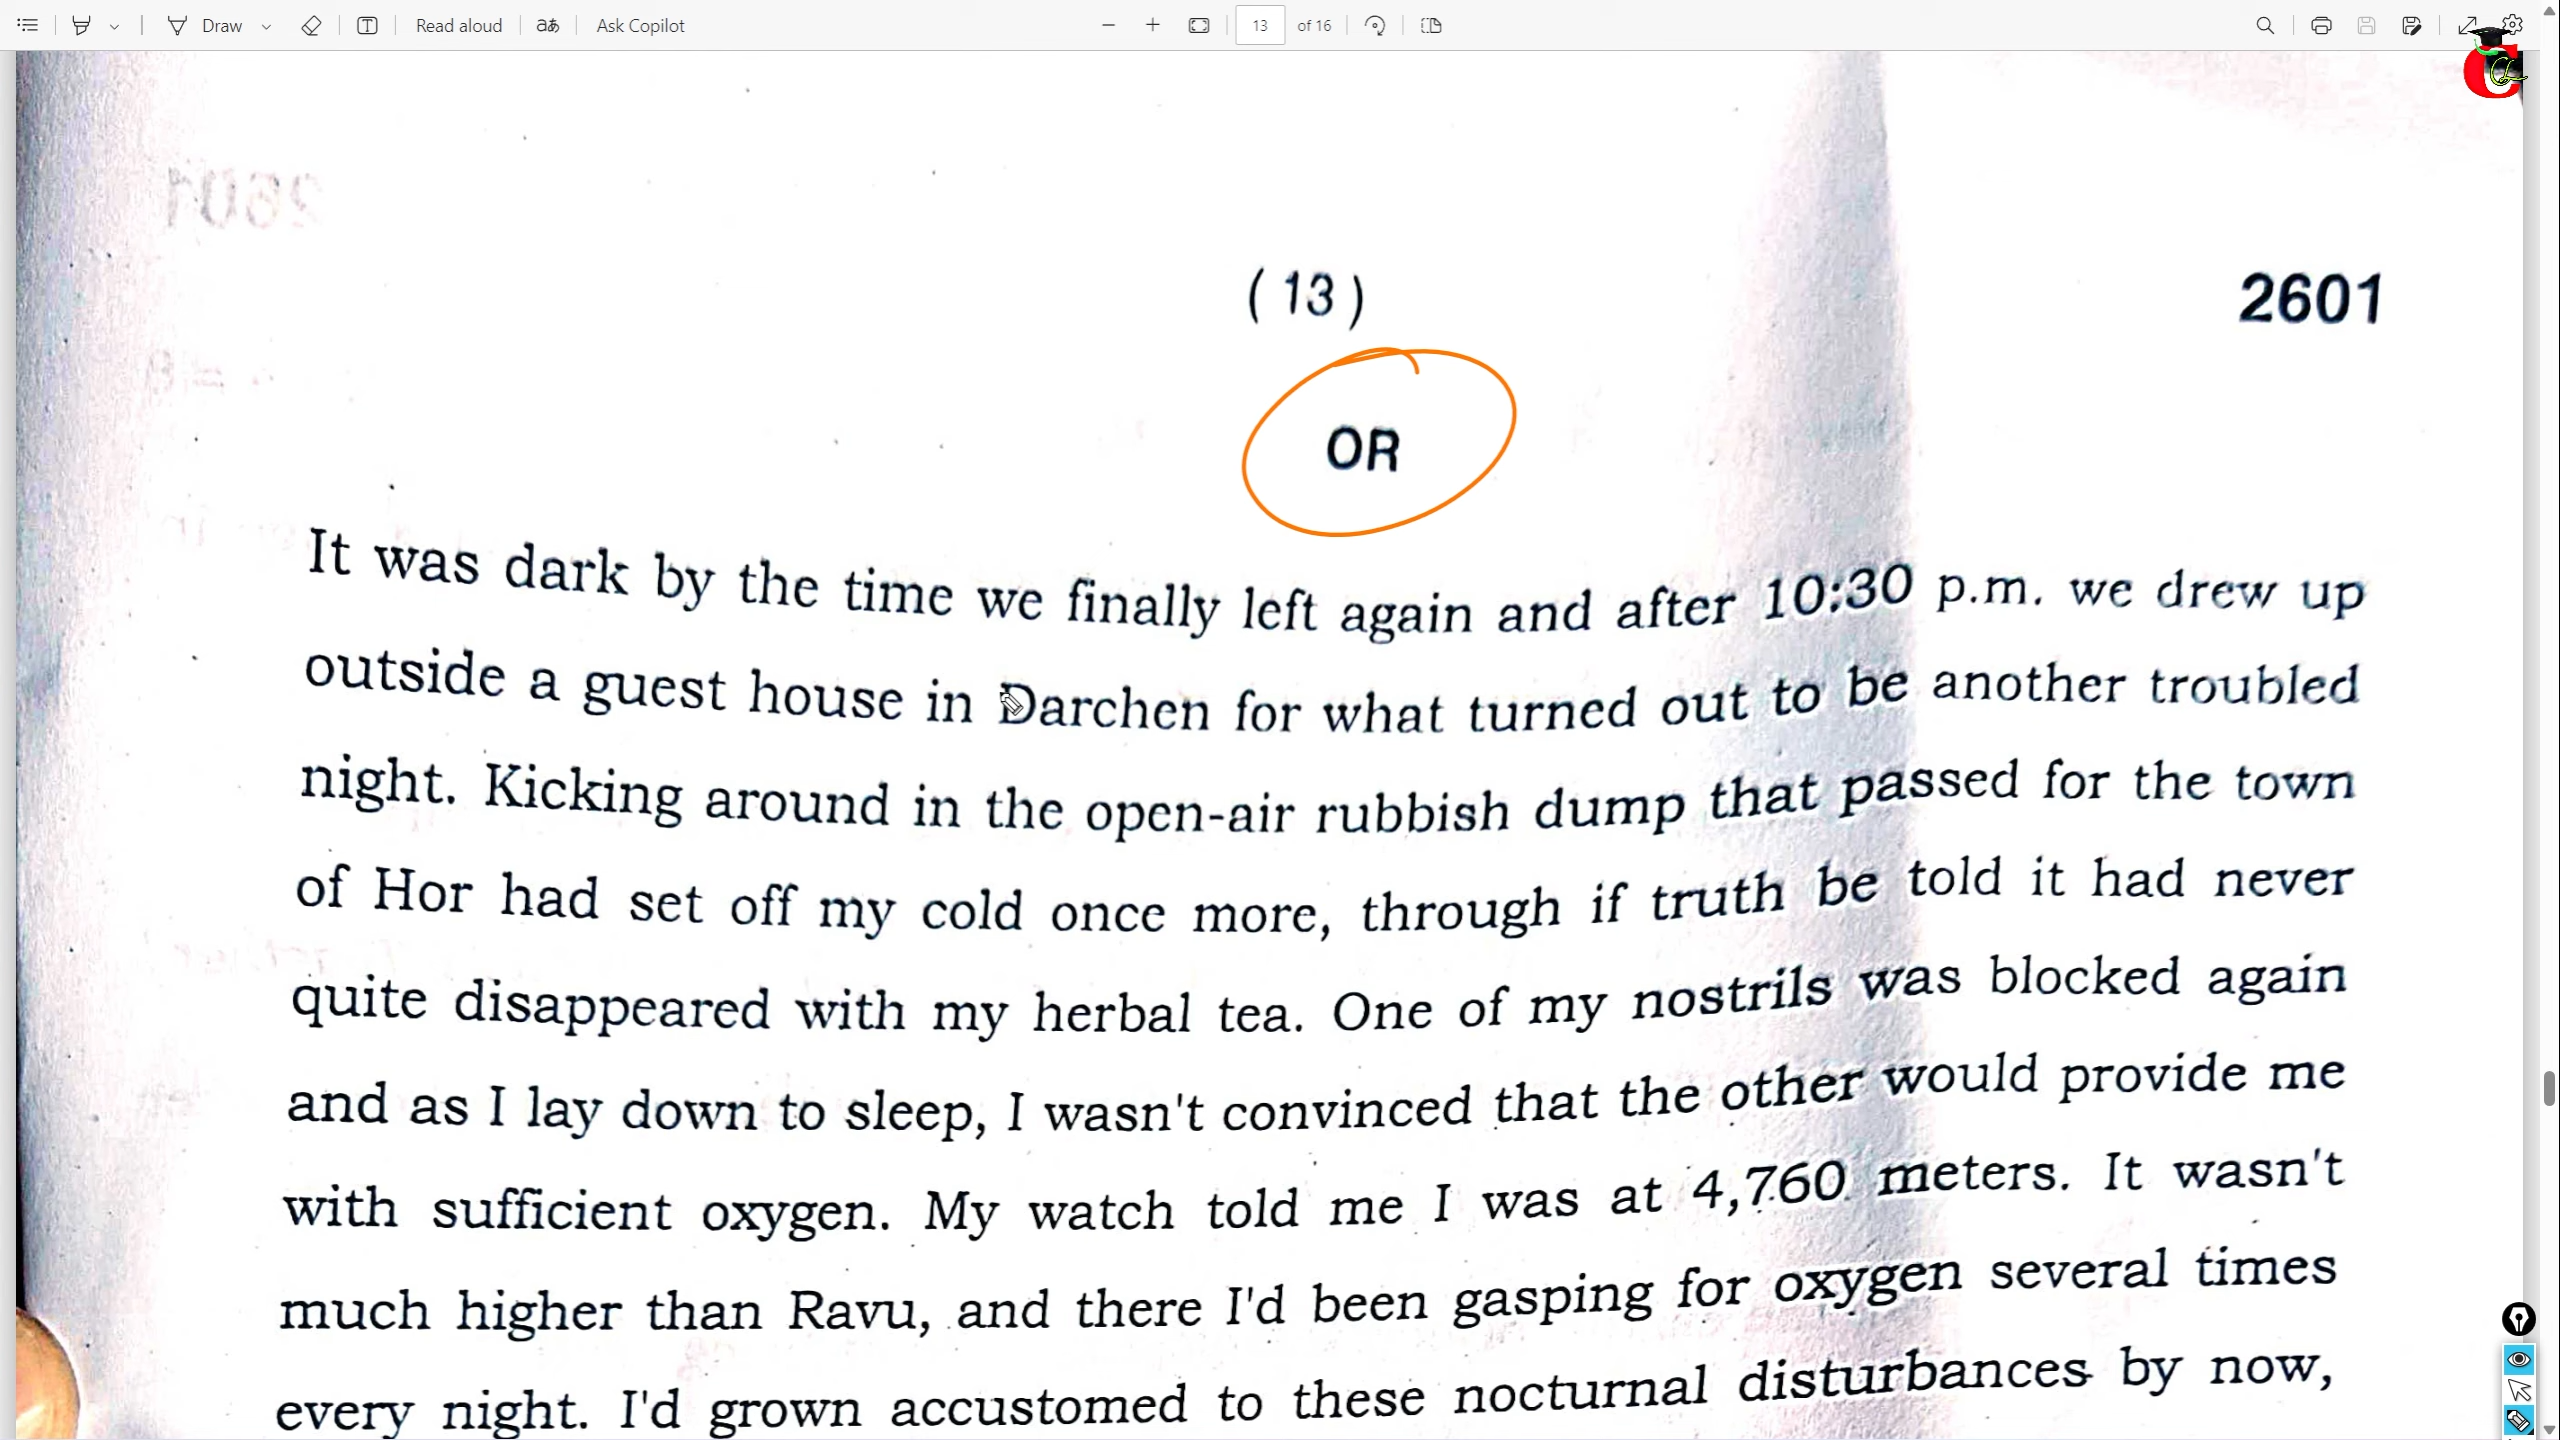 Draw Read aloud aあ Ask Copilot 13 of 16
( 13 ) 2601
OR
It was dark by the time we finally left again and after 10:30 p.m. we drew up
outside a guest house in Darchen for what turned out to be another troubled
night. Kicking around in the open-air rubbish dump that passed for the town
of Hor had set off my cold once more, through if truth be told it had never
quite disappeared with my herbal tea. One of my nostrils was blocked again
and as I lay down to sleep, I wasn't convinced that the other would provide me
with sufficient oxygen. My watch told me I was at 4,760 meters. It wasn't
much higher than Ravu, and there I'd been gasping for oxygen several times
every night. I'd grown accustomed to these nocturnal disturbances by now,